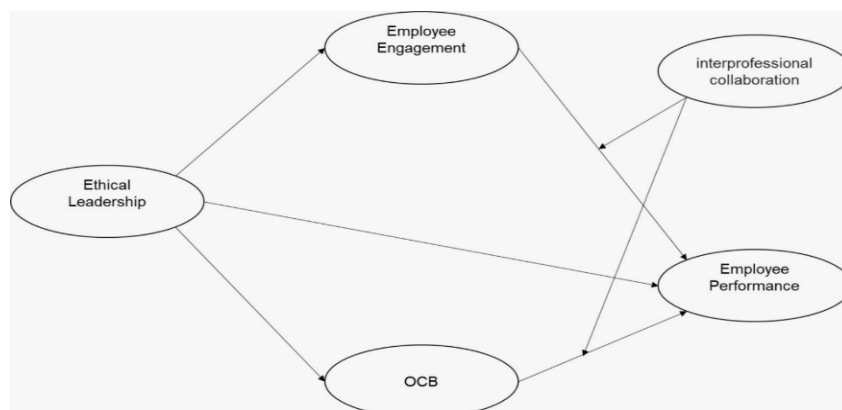 Employee
Engagement
interprofessional
collaboration
Ethical
Leadership
Employee
Performance
OCB